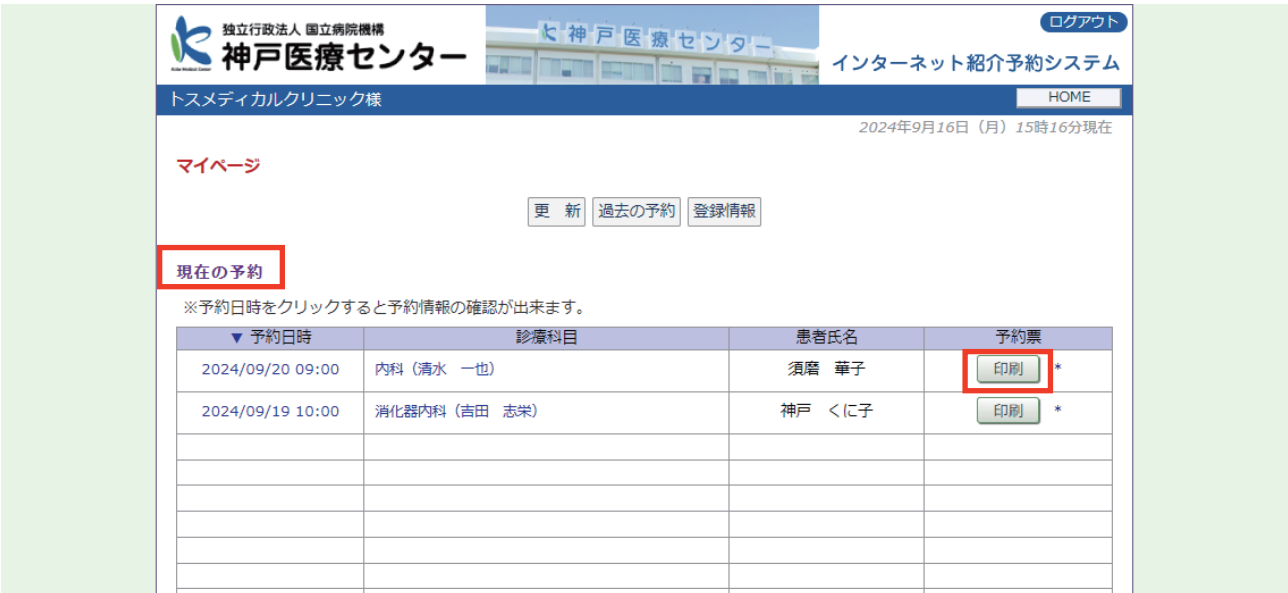 独立行政法人 国立病院機構
神戸医療センター
神戸医療センター
ログアウト
インターネット紹介予約システム
トスメディカルクリニック様
HOME
2024年9月16日（月）15時16分現在
マイページ
更　新 過去の予約 登録情報
現在の予約
※予約日時をクリックすると予約情報の確認が出来ます。
▼ 予約日時 診療科目 患者氏名 予約票
2024/09/20 09:00 内科（清水　一也） 須磨　華子 印刷 *
2024/09/19 10:00 消化器内科（吉田　志栄） 神戸　くに子 印刷 *